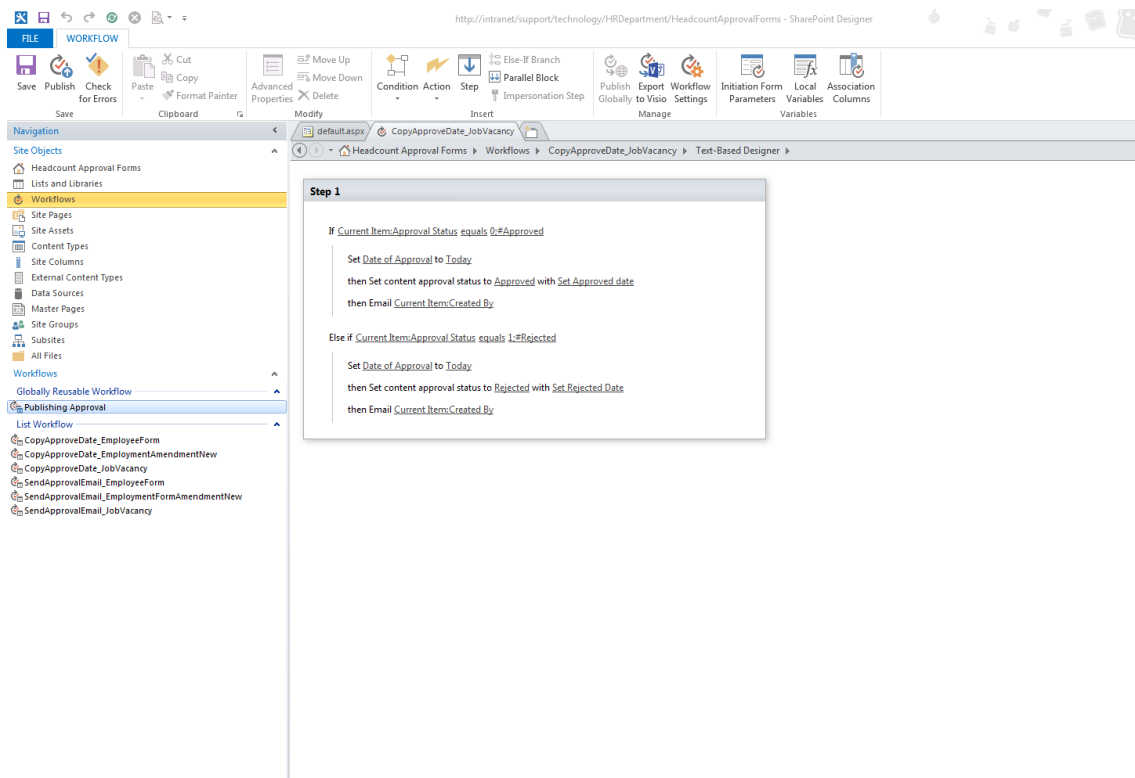 http://intranet/support/technology/HRDepartment/HeadcountApprovalForms - SharePoint Designer
FILE WORKFLOW
Save Publish Check for Errors
Paste Cut Copy Format Painter
Advanced Properties Move Up Move Down Delete
Condition Action Step Else-If Branch Parallel Block Impersonation Step
Publish Globally Export to Visio Workflow Settings
Initiation Form Parameters Local Variables Association Columns
Save Clipboard Modify Insert Manage Variables
Navigation
default.aspx CopyApproveDate_JobVacancy
Headcount Approval Forms Workflows CopyApproveDate_JobVacancy Text-Based Designer
Site Objects
Headcount Approval Forms
Lists and Libraries
Workflows
Site Pages
Site Assets
Content Types
Site Columns
External Content Types
Data Sources
Master Pages
Site Groups
Subsites
All Files
Workflows
Globally Reusable Workflow
Publishing Approval
List Workflow
CopyApproveDate_EmployeeForm
CopyApproveDate_EmploymentAmendmentNew
CopyApproveDate_JobVacancy
SendApprovalEmail_EmployeeForm
SendApprovalEmail_EmploymentFormAmendmentNew
SendApprovalEmail_JobVacancy
Step 1
If Current Item:Approval Status equals 0;#Approved
Set Date of Approval to Today
then Set content approval status to Approved with Set Approved date
then Email Current Item:Created By
Else if Current Item:Approval Status equals 1;#Rejected
Set Date of Approval to Today
then Set content approval status to Rejected with Set Rejected Date
then Email Current Item:Created By